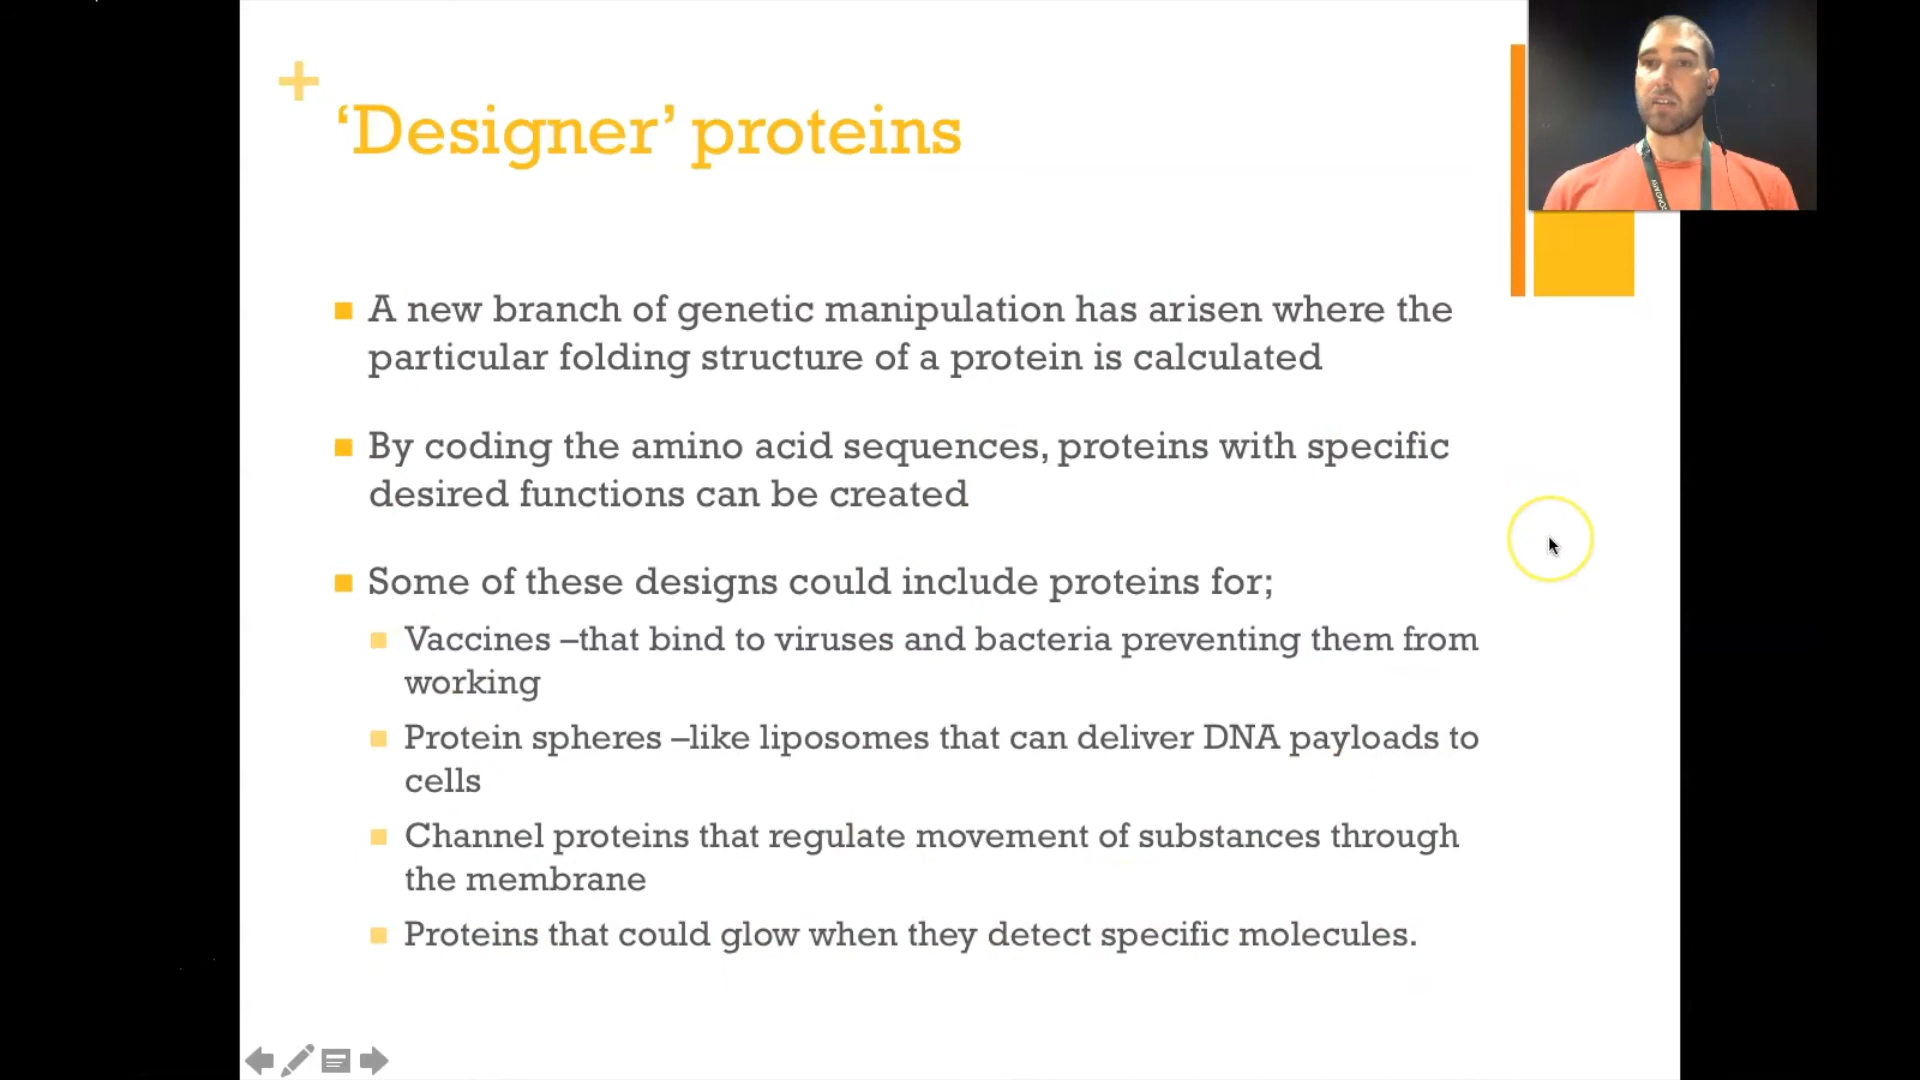 ‘Designer’ proteins
A new branch of genetic manipulation has arisen where the
particular folding structure of a protein is calculated
By coding the amino acid sequences, proteins with specific
desired functions can be created
Some of these designs could include proteins for;
Vaccines –that bind to viruses and bacteria preventing them from
working
Protein spheres –like liposomes that can deliver DNA payloads to
cells
Channel proteins that regulate movement of substances through
the membrane
Proteins that could glow when they detect specific molecules.